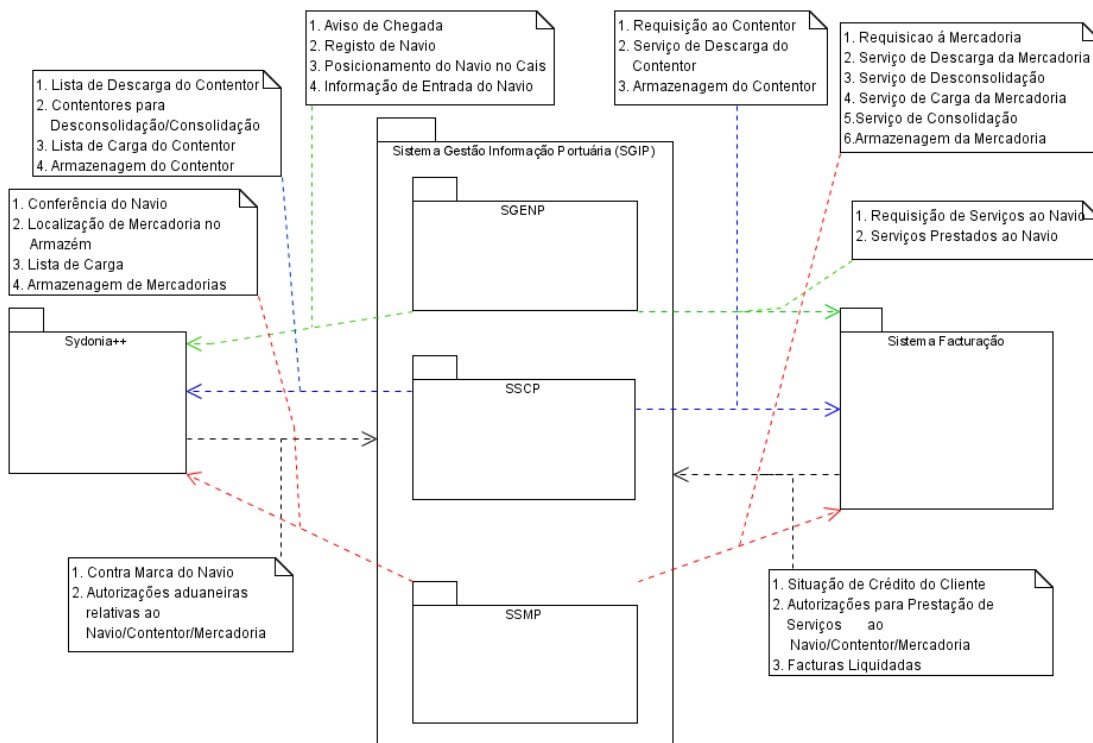 1. Aviso de Chegada
2. Registo de Navio
3. Posicionamento do Navio no Cais
4. Informação de Entrada do Navio
1. Requisição ao Contentor
2. Serviço de Descarga do
Contentor
3. Armazenagem do Contentor
1. Requisicao á Mercadoria
2. Serviço de Descarga da Mercadoria
3. Serviço de Desconsolidação
4. Serviço de Carga da Mercadoria
5.Serviço de Consolidação
6.Armazenagem da Mercadoria
1. Lista de Descarga do Contentor
2. Contentores para
Desconsolidação/Consolidação
3. Lista de Carga do Contentor
4. Armazenagem do Contentor
1. Conferência do Navio
2. Localização de Mercadoria no
Armazém
3. Lista de Carga
4. Armazenagem de Mercadorias
Sistema Gestão Informação Portuária (SGIP)
SGENP
1. Requisição de Serviços ao Navio
2. Serviços Prestados ao Navio
Sydonia++
SSCP
Sistema Facturação
1. Contra Marca do Navio
2. Autorizações aduaneiras
relativas ao
Navio/Contentor/Mercadoria
SSMP
1. Situação de Crédito do Cliente
2. Autorizações para Prestação de
Serviços ao
Navio/Contentor/Mercadoria
3. Facturas Liquidadas